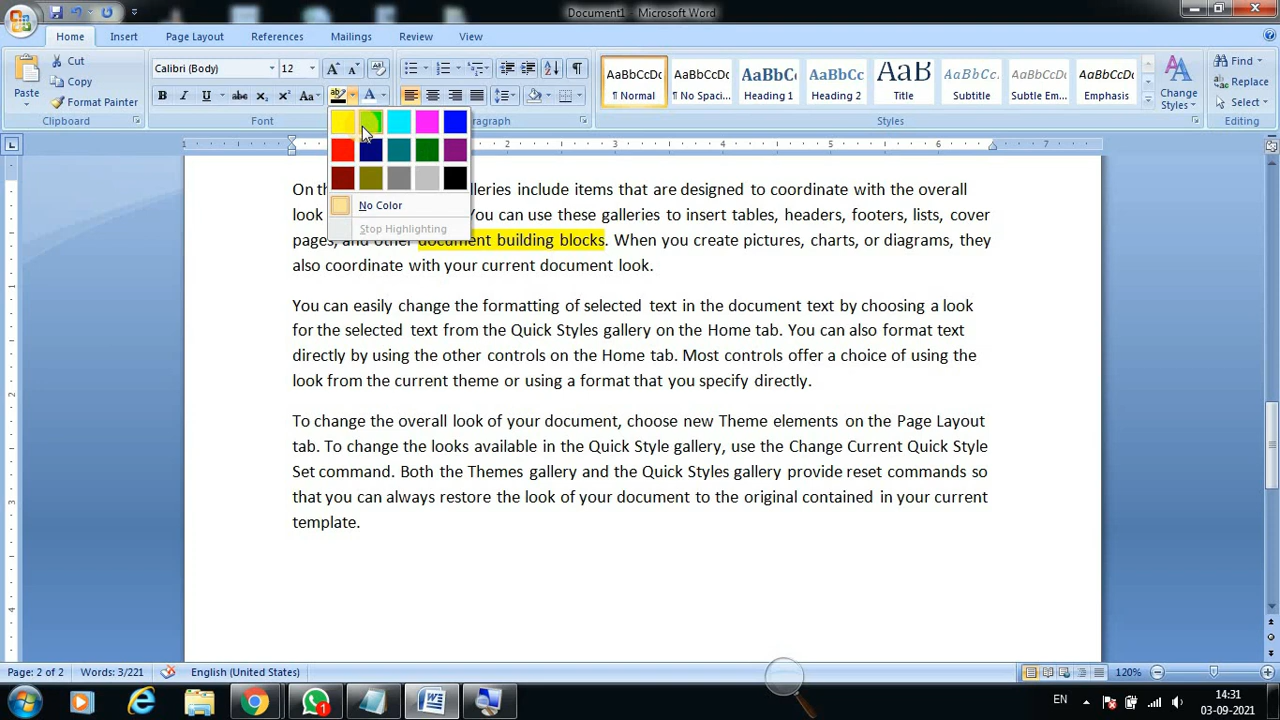 Document1 - Microsoft Word
Home Insert Page Layout References Mailings Review View
Cut
Copy
Format Painter
Paste
Clipboard
Calibri (Body) 12
B I U abc Aa A
Font
AaBbCcDc AaBbCcDc AaBbCc AaBbCc AaB AaBbCcL AaBbCcDc AaBbCcDc
¶ Normal ¶ No Spaci... Heading 1 Heading 2 Title Subtitle Subtle Em... Emphasis
Styles
Change
Styles
Find
Replace
Select
Editing
No Color
Stop Highlighting
1 2 3 4 5 6 7
On th lleries include items that are designed to coordinate with the overall
look You can use these galleries to insert tables, headers, footers, lists, cover
pages, and other document building blocks. When you create pictures, charts, or diagrams, they
also coordinate with your current document look.
You can easily change the formatting of selected text in the document text by choosing a look
for the selected text from the Quick Styles gallery on the Home tab. You can also format text
directly by using the other controls on the Home tab. Most controls offer a choice of using the
look from the current theme or using a format that you specify directly.
To change the overall look of your document, choose new Theme elements on the Page Layout
tab. To change the looks available in the Quick Style gallery, use the Change Current Quick Style
Set command. Both the Themes gallery and the Quick Styles gallery provide reset commands so
that you can always restore the look of your document to the original contained in your current
template.
Page: 2 of 2 Words: 3/221 English (United States) 120%
EN 14:31
03-09-2021